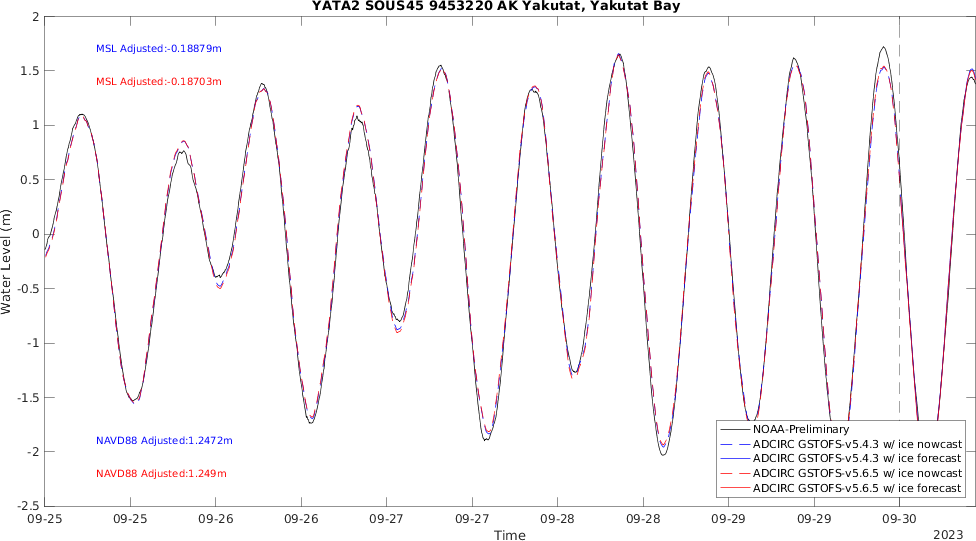 YATA2 SOUS45 9453220 AK Yakutat, Yakutat Bay
2
1.5
1
0.5
0
-0.5
-1
-1.5
-2
-2.5
Water Level (m)
MSL Adjusted:-0.18879m
MSL Adjusted:-0.18703m
NAVD88 Adjusted:1.2472m
NAVD88 Adjusted:1.249m
NOAA-Preliminary
ADCIRC GSTOFS-v5.4.3 w/ ice nowcast
ADCIRC GSTOFS-v5.4.3 w/ ice forecast
ADCIRC GSTOFS-v5.6.5 w/ ice nowcast
ADCIRC GSTOFS-v5.6.5 w/ ice forecast
09-25 09-25 09-26 09-26 09-27 09-27 09-28 09-28 09-29 09-29 09-30
Time
2023